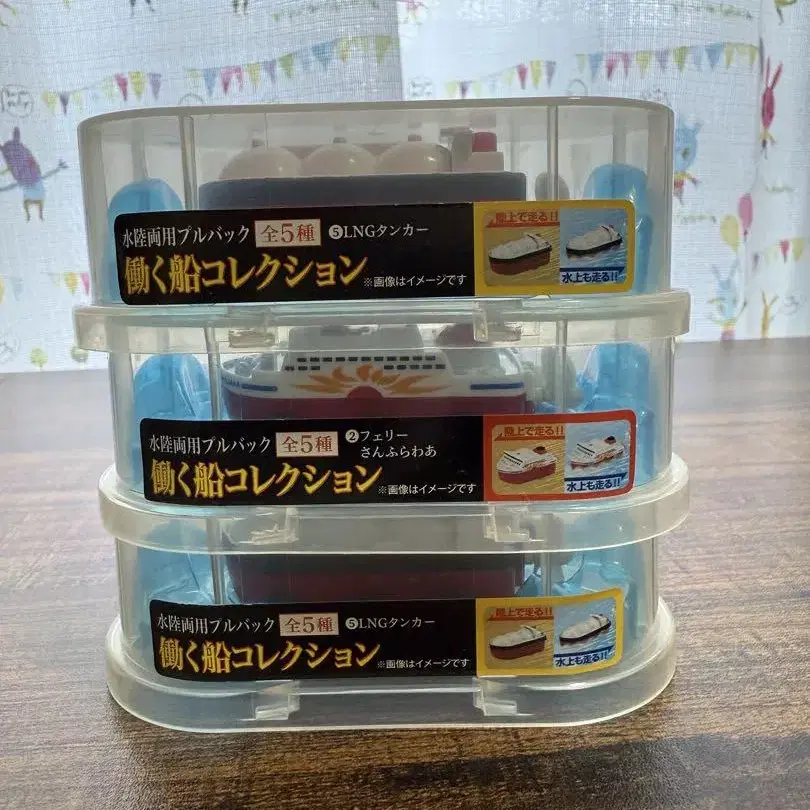 水陸両用プルバック 全5種 ❺LNGタンカー
働く船コレクション
※画像はイメージです
陸上で走る!!
水上も走る!!
水陸両用プルバック 全5種 ❷フェリー
さんふらわあ
働く船コレクション
※画像はイメージです
陸上で走る!!
水上も走る!!
水陸両用プルバック 全5種 ❺LNGタンカー
働く船コレクション
※画像はイメージです
陸上で走る!!
水上も走る!!